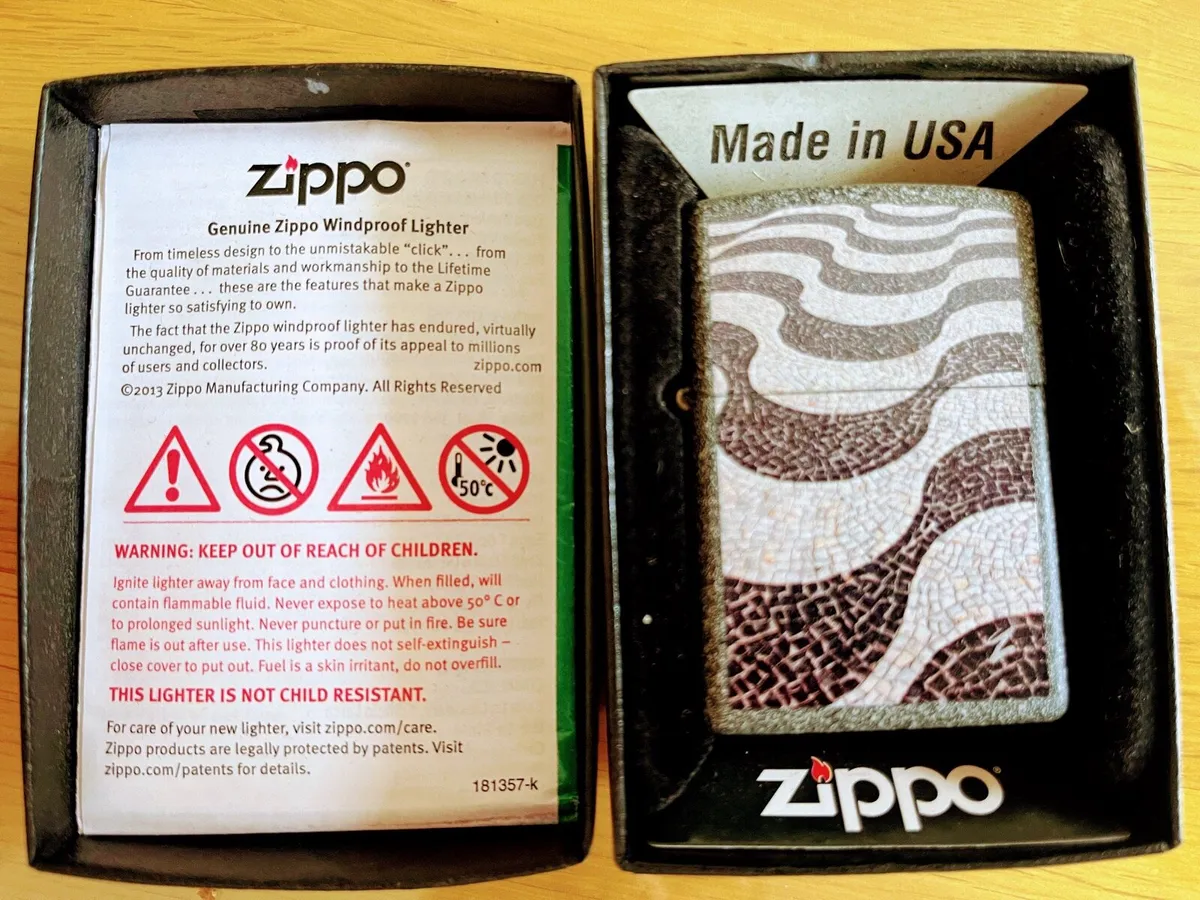 zippo
Genuine Zippo Windproof Lighter
From timeless design to the unmistakable “click”... from
the quality of materials and workmanship to the Lifetime
Guarantee... these are the features that make a Zippo
lighter so satisfying to own.
The fact that the Zippo windproof lighter has endured, virtually
unchanged, for over 80 years is proof of its appeal to millions
of users and collectors. zippo.com
©2013 Zippo Manufacturing Company. All Rights Reserved
50°C
WARNING: KEEP OUT OF REACH OF CHILDREN.
Ignite lighter away from face and clothing. When filled, will
contain flammable fluid. Never expose to heat above 50° C or
to prolonged sunlight. Never puncture or put in fire. Be sure
flame is out after use. This lighter does not self-extinguish –
close cover to put out. Fuel is a skin irritant, do not overfill.
THIS LIGHTER IS NOT CHILD RESISTANT.
For care of your new lighter, visit zippo.com/care.
Zippo products are legally protected by patents. Visit
zippo.com/patents for details.
181357-k
Made in USA
Z
zippo